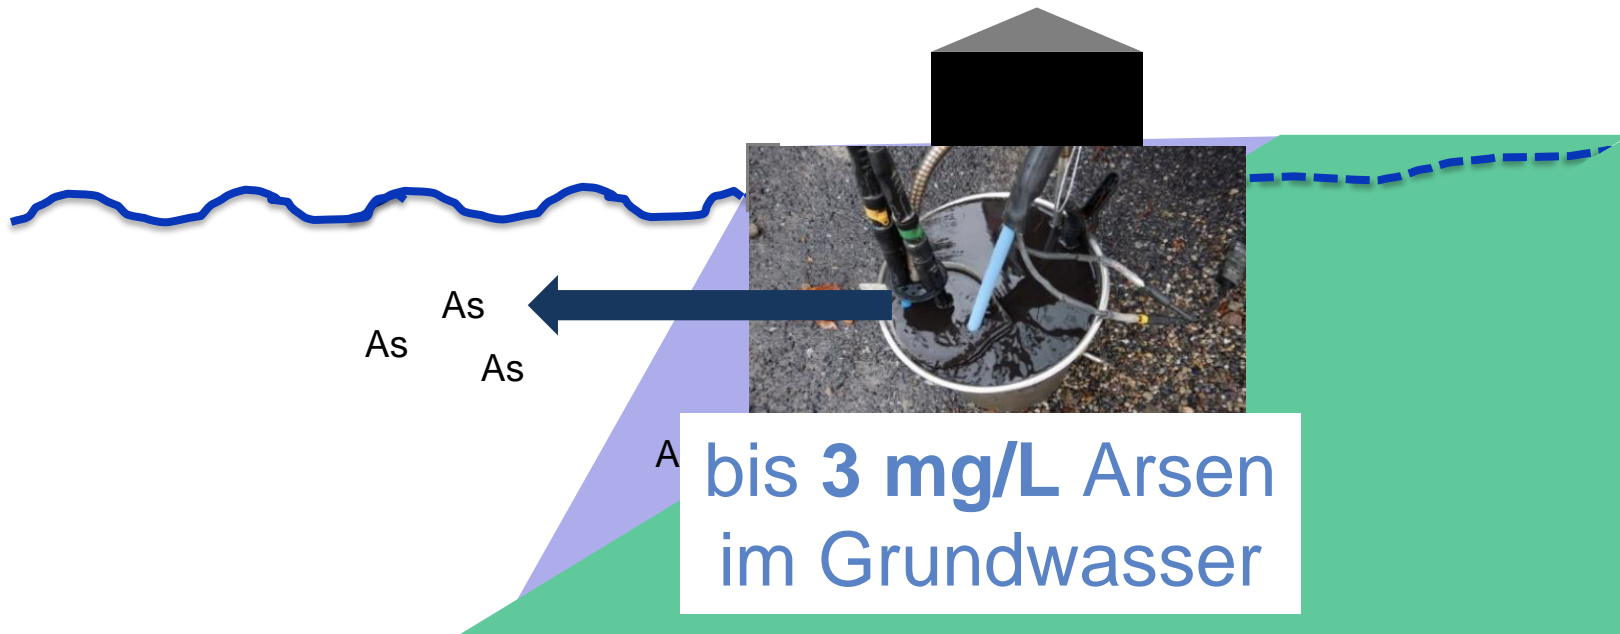 As
As
As
A
bis 3 mg/L Arsen
im Grundwasser